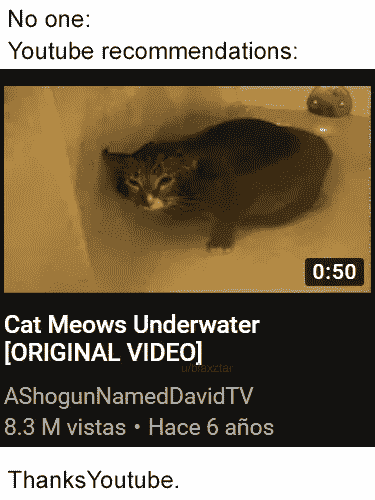 No one:
Youtube recommendations:
0:50
Cat Meows Underwater
[ORIGINAL VIDEO]
AShogunNamedDavidTV
8.3 M vistas • Hace 6 años
ThanksYoutube.